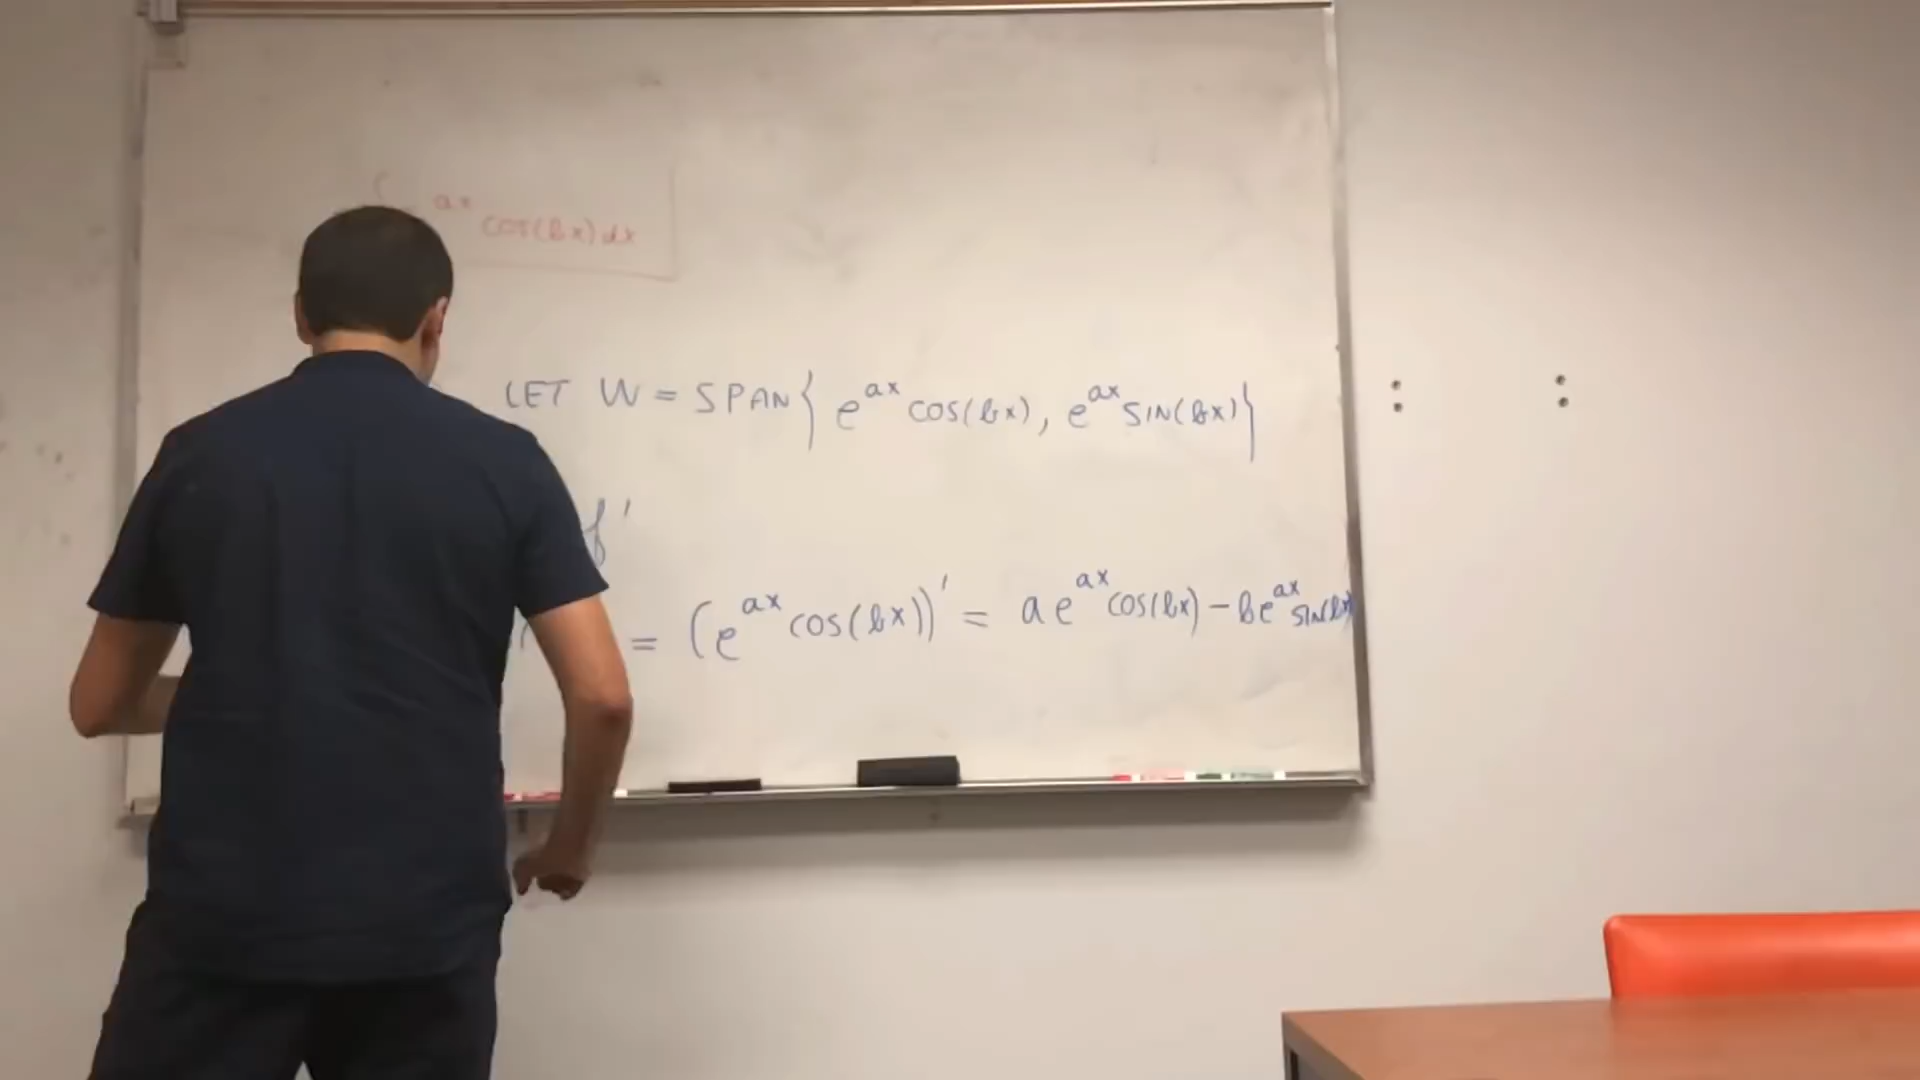 ax cos(bx) dx
LET W = SPAN{ e^ax cos(bx), e^ax SIN(bx)}
f'
= (e^ax cos(bx))' = a e^ax cos(bx) - b e^ax sin(bx)